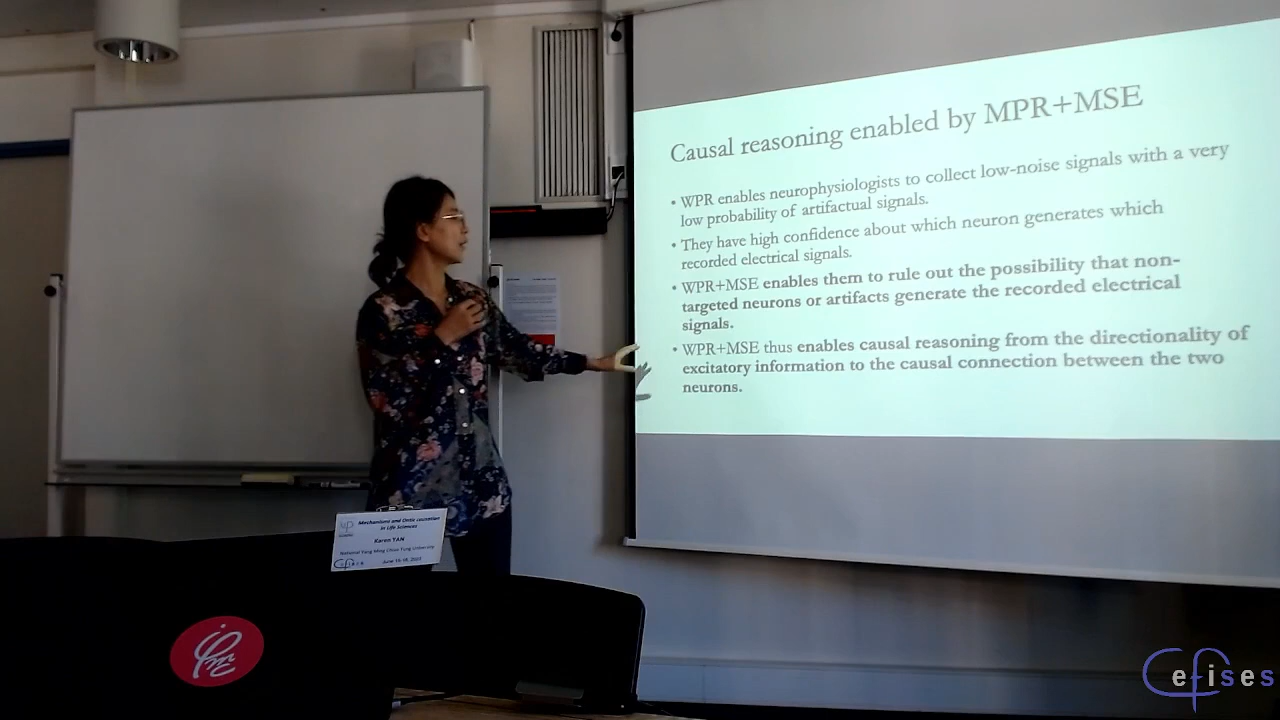 Causal reasoning enabled by MPR+MSE
• WPR enables neurophysiologists to collect low-noise signals with a very
low probability of artifactual signals.
• They have high confidence about which neuron generates which
recorded electrical signals.
• WPR+MSE enables them to rule out the possibility that non-
targeted neurons or artifacts generate the recorded electrical
signals.
• WPR+MSE thus enables causal reasoning from the directionality of
excitatory information to the causal connection between the two
neurons.
Mechanisms and Ontic
in Life Sciences
Karen YAN
National Yang Ming Chiao Tung University
Cefises
Cefises